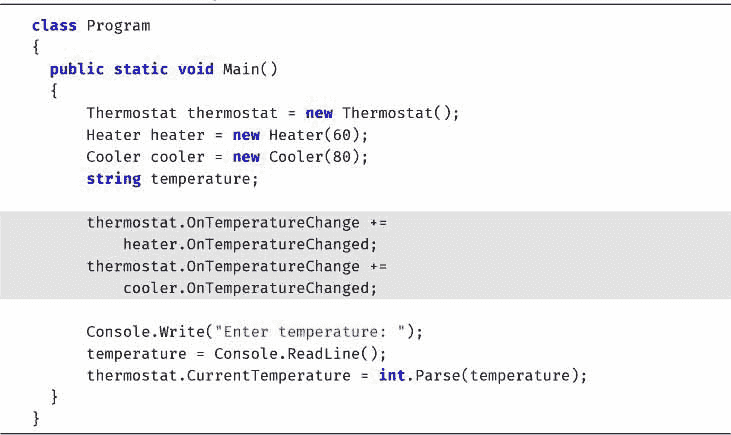 class Program
{
  public static void Main()
  {
      Thermostat thermostat = new Thermostat();
      Heater heater = new Heater(60);
      Cooler cooler = new Cooler(80);
      string temperature;

      thermostat.OnTemperatureChange +=
          heater.OnTemperatureChanged;
      thermostat.OnTemperatureChange +=
          cooler.OnTemperatureChanged;

      Console.Write("Enter temperature: ");
      temperature = Console.ReadLine();
      thermostat.CurrentTemperature = int.Parse(temperature);
  }
}